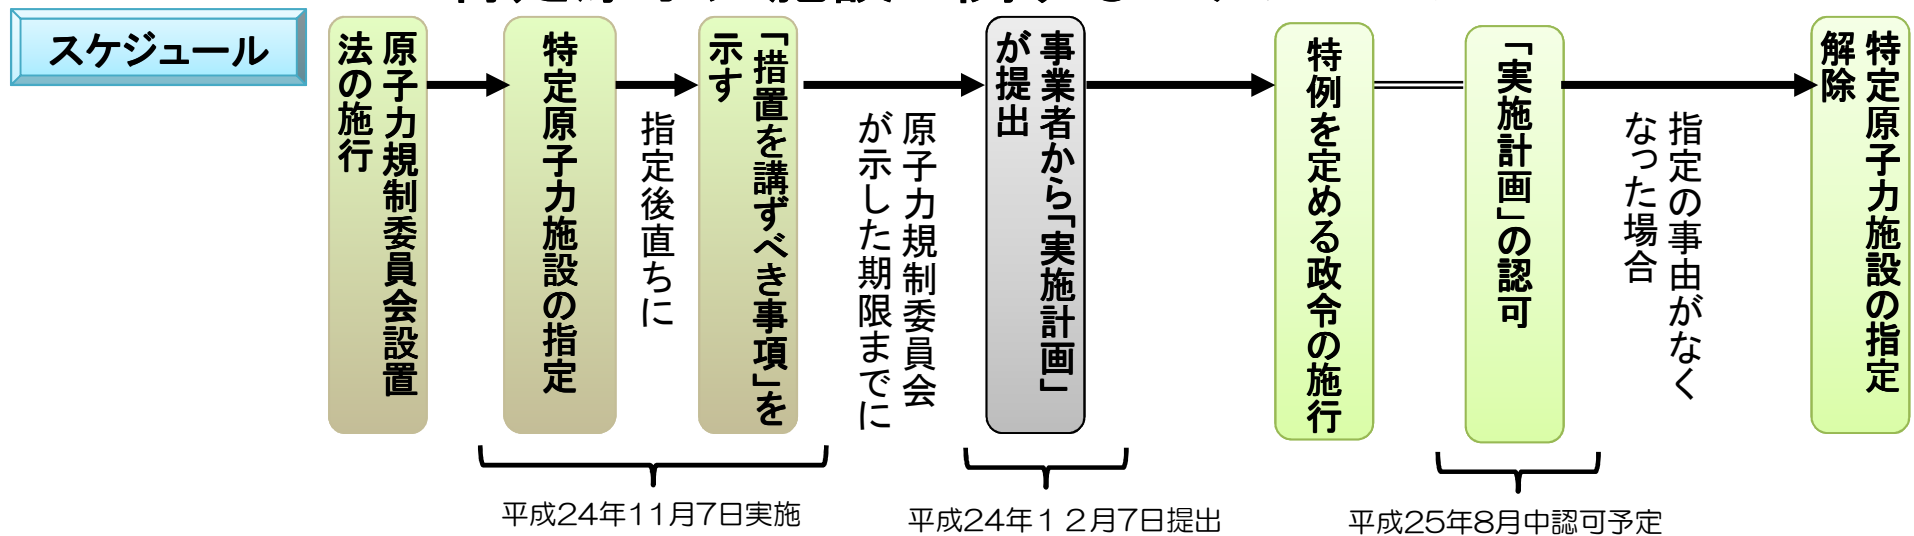 スケジュール
原子力規制委員会設置
法の施行
特定原子力施設の指定
指定後直ちに
「措置を講ずべき事項」を
示す
原子力規制委員会
が示した期限までに
事業者から「実施計画」
が提出
特例を定める政令の施行
「実施計画」の認可
指定の事由がなく
なった場合
特定原子力施設の指定
解除
平成24年11月7日実施
平成24年１２月7日提出
平成25年8月中認可予定